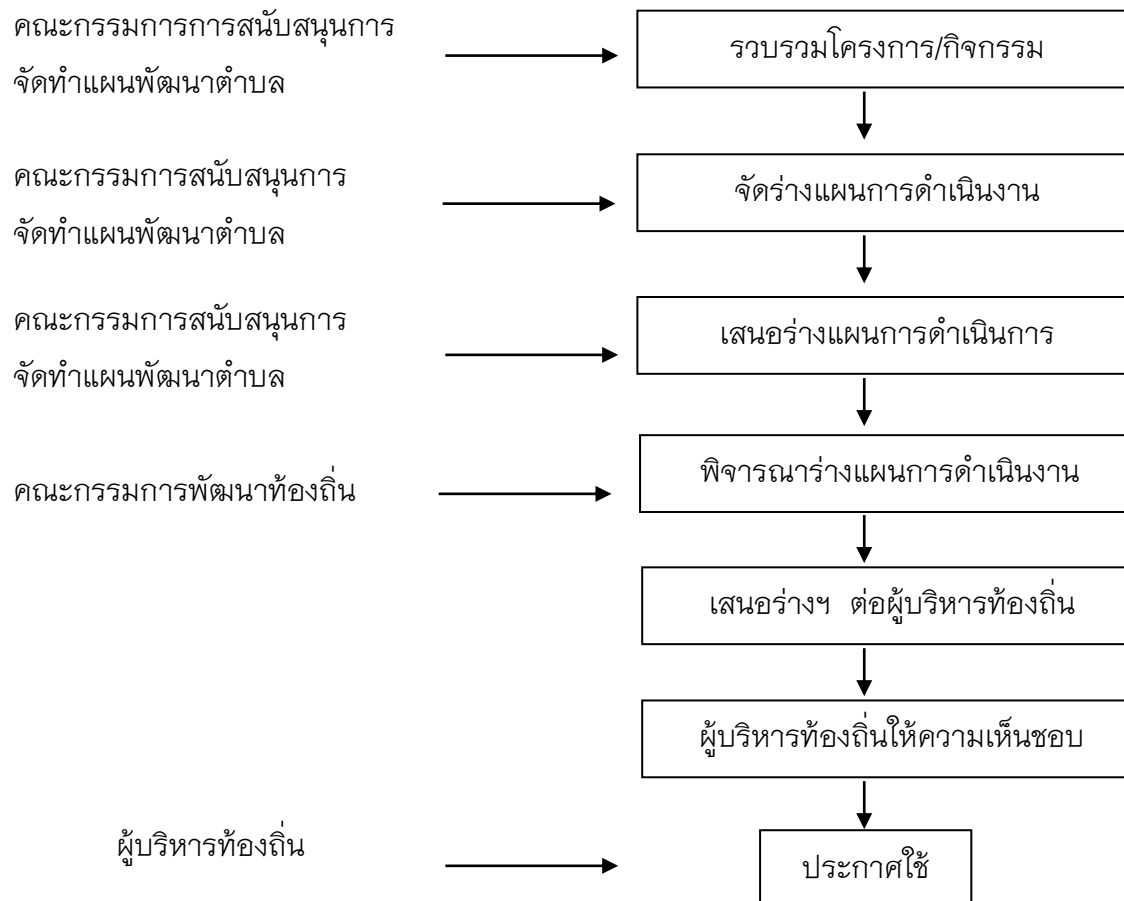 คณะกรรมการการสนับสนุนการ
จัดทำแผนพัฒนาตำบล
รวบรวมโครงการ/กิจกรรม
คณะกรรมการสนับสนุนการ
จัดทำแผนพัฒนาตำบล
จัดร่างแผนการดำเนินงาน
คณะกรรมการสนับสนุนการ
จัดทำแผนพัฒนาตำบล
เสนอร่างแผนการดำเนินการ
คณะกรรมการพัฒนาท้องถิ่น
พิจารณาร่างแผนการดำเนินงาน
เสนอร่างฯ ต่อผู้บริหารท้องถิ่น
ผู้บริหารท้องถิ่นให้ความเห็นชอบ
ผู้บริหารท้องถิ่น
ประกาศใช้